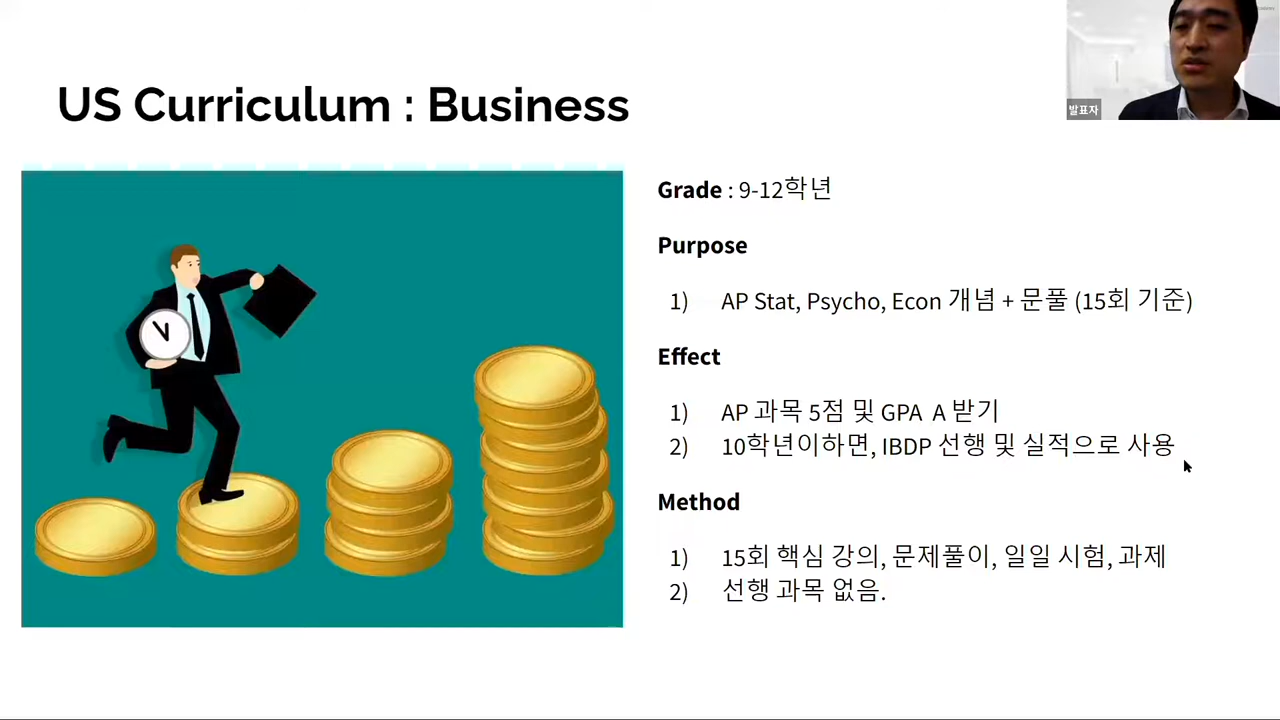 US Curriculum : Business
발표자
Grade : 9-12학년
Purpose
1) AP Stat, Psycho, Econ 개념 + 문풀 (15회 기준)
Effect
1) AP 과목 5점 및 GPA A 받기
2) 10학년이하면, IBDP 선행 및 실적으로 사용
Method
1) 15회 핵심 강의, 문제풀이, 일일 시험, 과제
2) 선행 과목 없음.